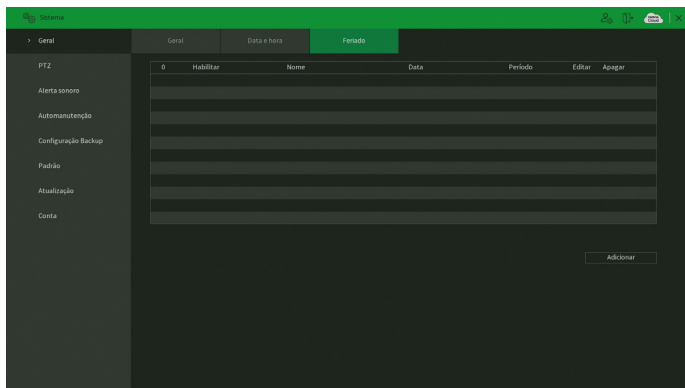 Sistema
Geral
Geral
Data e hora
Feriado
0 Habilitar Nome Data Período Editar Apagar
PTZ
Alerta sonoro
Automanutenção
Configuração Backup
Padrão
Atualização
Conta
Adicionar